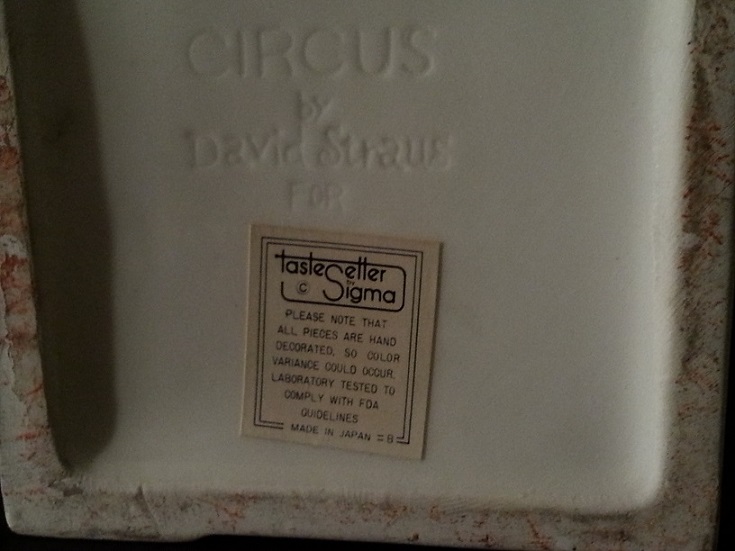 CIRCUS
by
David Straus
FOR
tasteSetter
© by Sigma
PLEASE NOTE THAT
ALL PIECES ARE HAND
DECORATED, SO COLOR
VARIANCE COULD OCCUR.
LABORATORY TESTED TO
COMPLY WITH FDA
GUIDELINES
MADE IN JAPAN = B